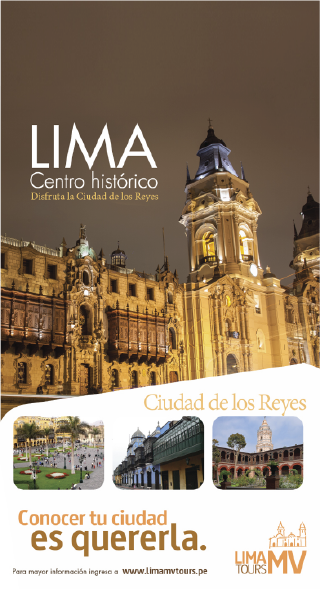 LIMA
Centro histórico
Disfruta la Ciudad de los Reyes
Ciudad de los Reyes
Conocer tu ciudad
es quererla.
LIMA
TOURS
MV
Para mayor información ingresa a www.limamvtours.pe